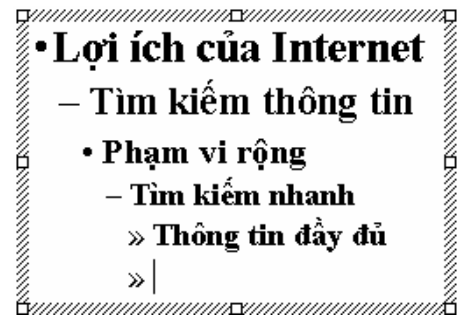 •Lợi ích của Internet
– Tìm kiếm thông tin
• Phạm vi rộng
– Tìm kiếm nhanh
» Thông tin đầy đủ
»